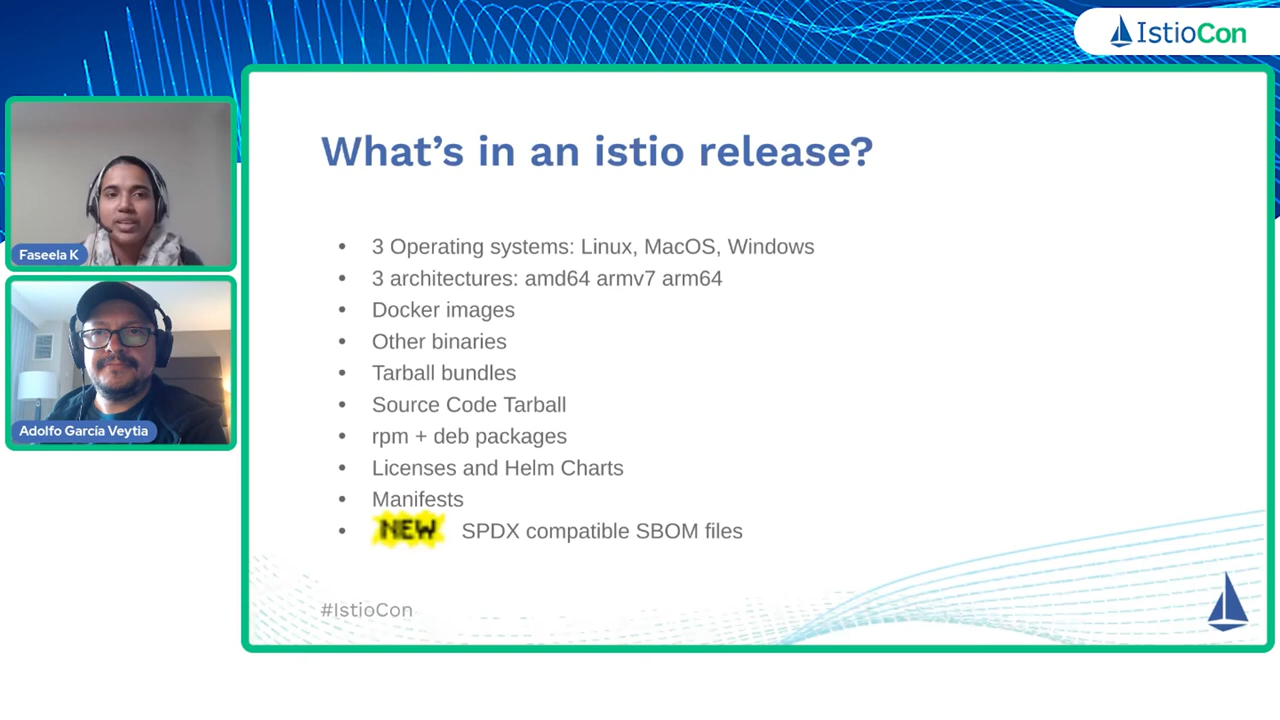 IstioCon
What's in an istio release?
• 3 Operating systems: Linux, MacOS, Windows
• 3 architectures: amd64 armv7 arm64
• Docker images
• Other binaries
• Tarball bundles
• Source Code Tarball
• rpm + deb packages
• Licenses and Helm Charts
• Manifests
• NEW SPDX compatible SBOM files
#IstioCon
Faseela K
Adolfo García Veytia